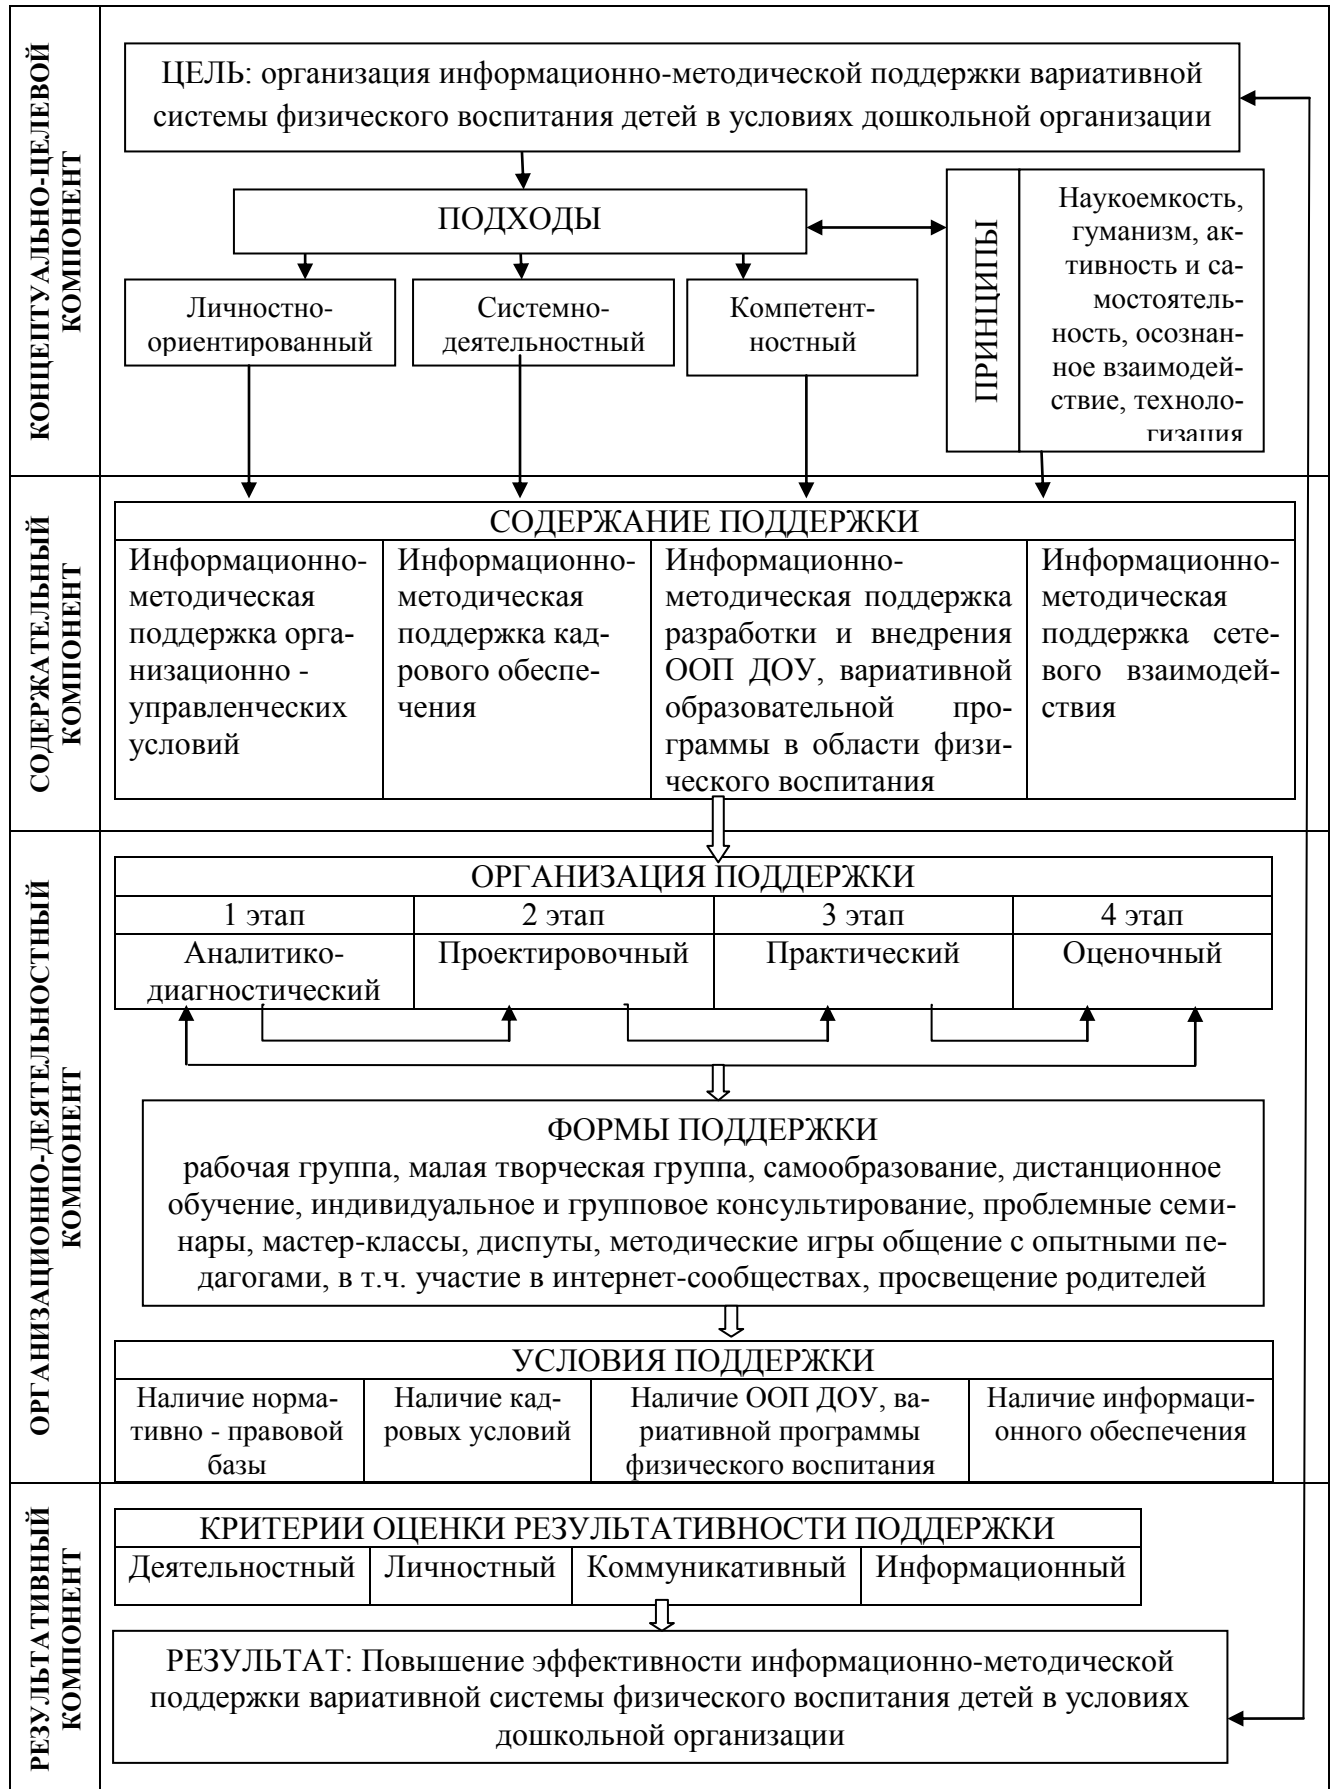 КОНЦЕПТУАЛЬНО-ЦЕЛЕВОЙ
КОМПОНЕНТ
ЦЕЛЬ: организация информационно-методической поддержки вариативной
системы физического воспитания детей в условиях дошкольной организации
ПОДХОДЫ
Личностно-
ориентированный
Системно-
деятельностный
Компетент-
ностный
ПРИНЦИПЫ
Наукоемкость,
гуманизм, ак-
тивность и са-
мостоятель-
ность, осознан-
ное взаимодей-
ствие, техноло-
гизация
СОДЕРЖАТЕЛЬНЫЙ
КОМПОНЕНТ
СОДЕРЖАНИЕ ПОДДЕРЖКИ
Информационно-
методическая
поддержка орга-
низационно -
управленческих
условий
Информационно-
методическая
поддержка кад-
рового обеспе-
чения
Информационно-
методическая поддержка
разработки и внедрения
ООП ДОУ, вариативной
образовательной про-
граммы в области физи-
ческого воспитания
Информационно-
методическая
поддержка сете-
вого взаимодей-
ствия
ОРГАНИЗАЦИОННО-ДЕЯТЕЛЬНОСТНЫЙ
КОМПОНЕНТ
ОРГАНИЗАЦИЯ ПОДДЕРЖКИ
1 этап
2 этап
3 этап
4 этап
Аналитико-
диагностический
Проектировочный
Практический
Оценочный
ФОРМЫ ПОДДЕРЖКИ
рабочая группа, малая творческая группа, самообразование, дистанционное
обучение, индивидуальное и групповое консультирование, проблемные семи-
нары, мастер-классы, диспуты, методические игры общение с опытными пе-
дагогами, в т.ч. участие в интернет-сообществах, просвещение родителей
УСЛОВИЯ ПОДДЕРЖКИ
Наличие норма-
тивно - правовой
базы
Наличие кад-
ровых условий
Наличие ООП ДОУ, ва-
риативной программы
физического воспитания
Наличие информаци-
онного обеспечения
РЕЗУЛЬТАТИВНЫЙ
КОМПОНЕНТ
КРИТЕРИИ ОЦЕНКИ РЕЗУЛЬТАТИВНОСТИ ПОДДЕРЖКИ
Деятельностный
Личностный
Коммуникативный
Информационный
РЕЗУЛЬТАТ: Повышение эффективности информационно-методической
поддержки вариативной системы физического воспитания детей в условиях
дошкольной организации